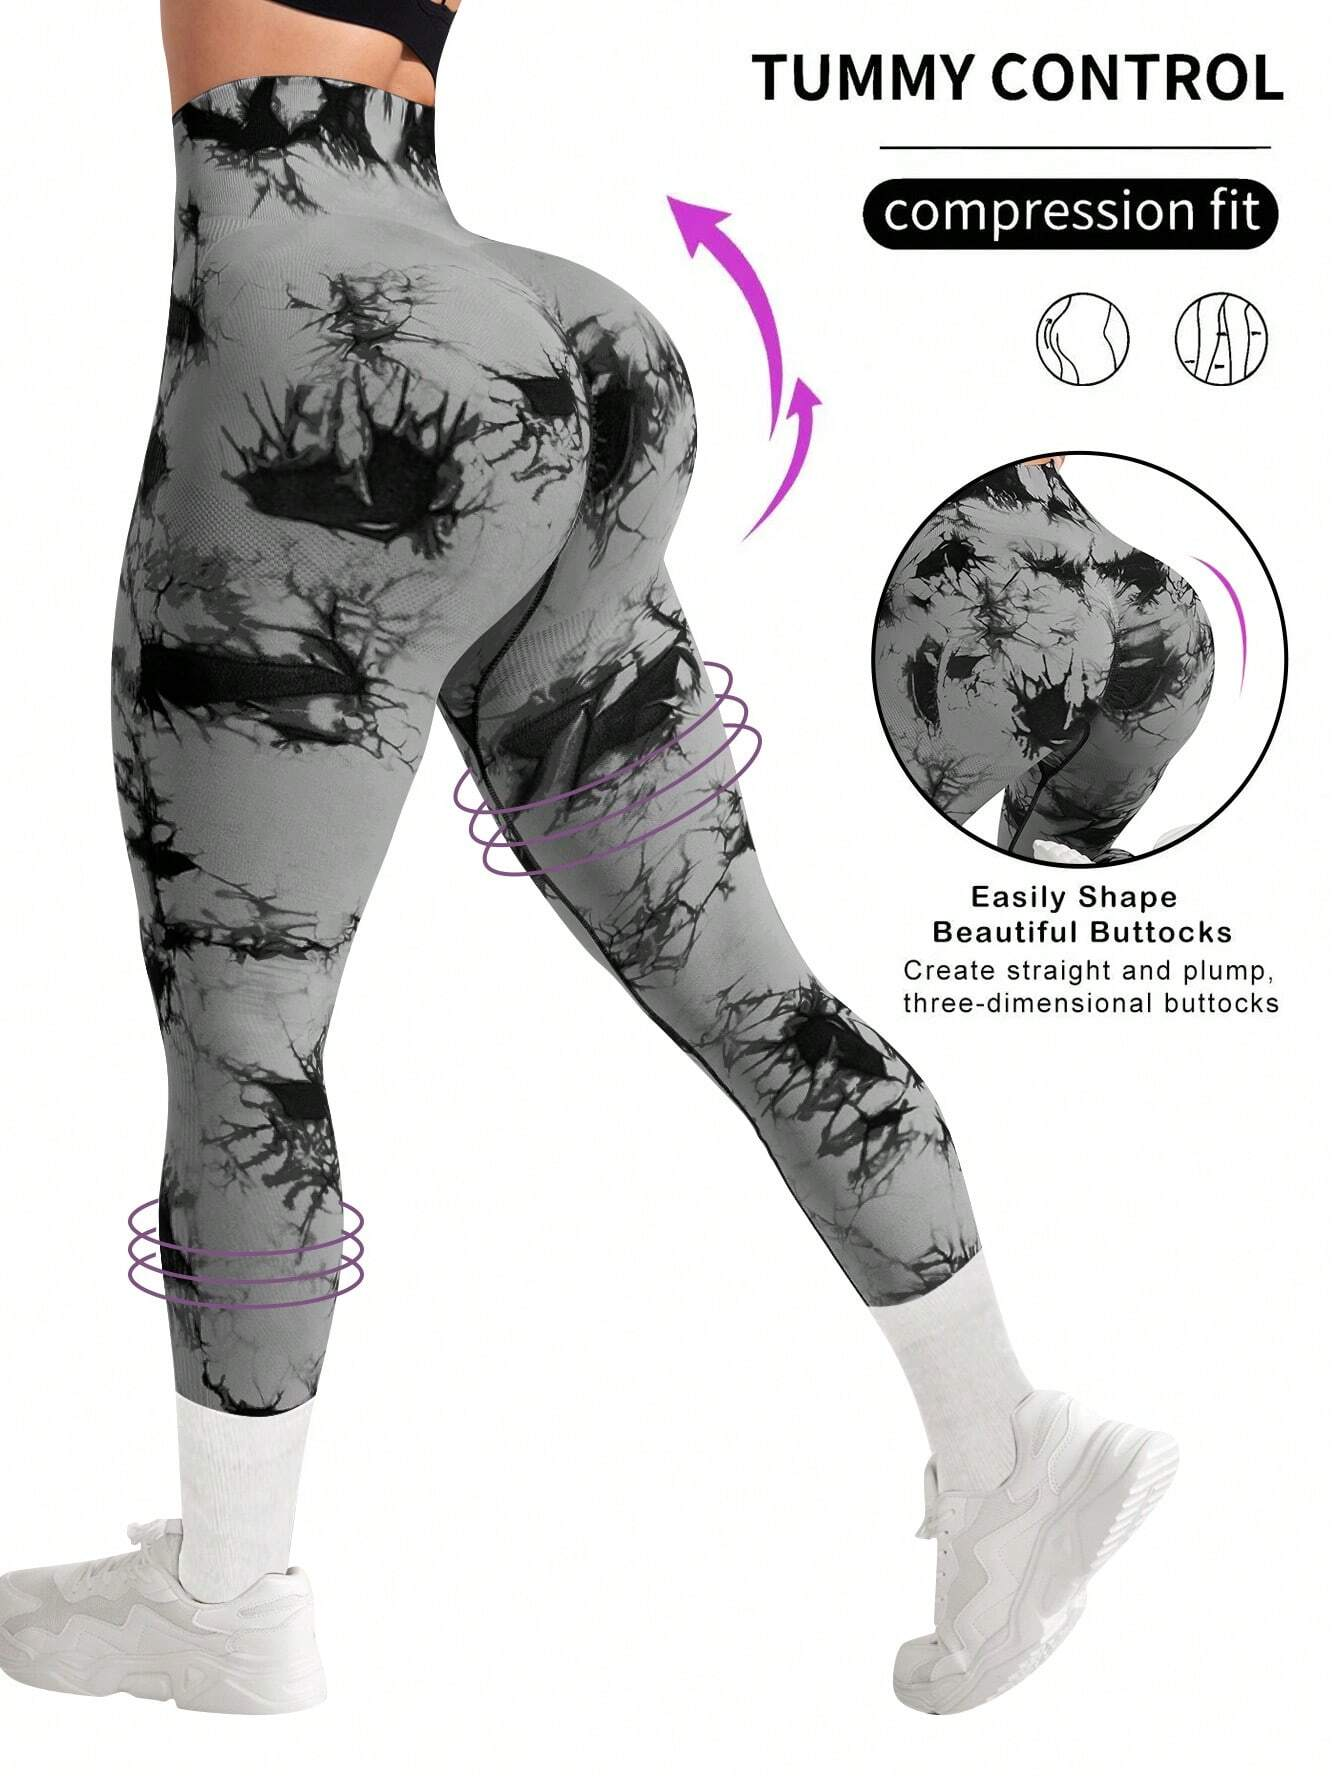 TUMMY CONTROL
compression fit
Easily Shape
Beautiful Buttocks
Create straight and plump,
three-dimensional buttocks